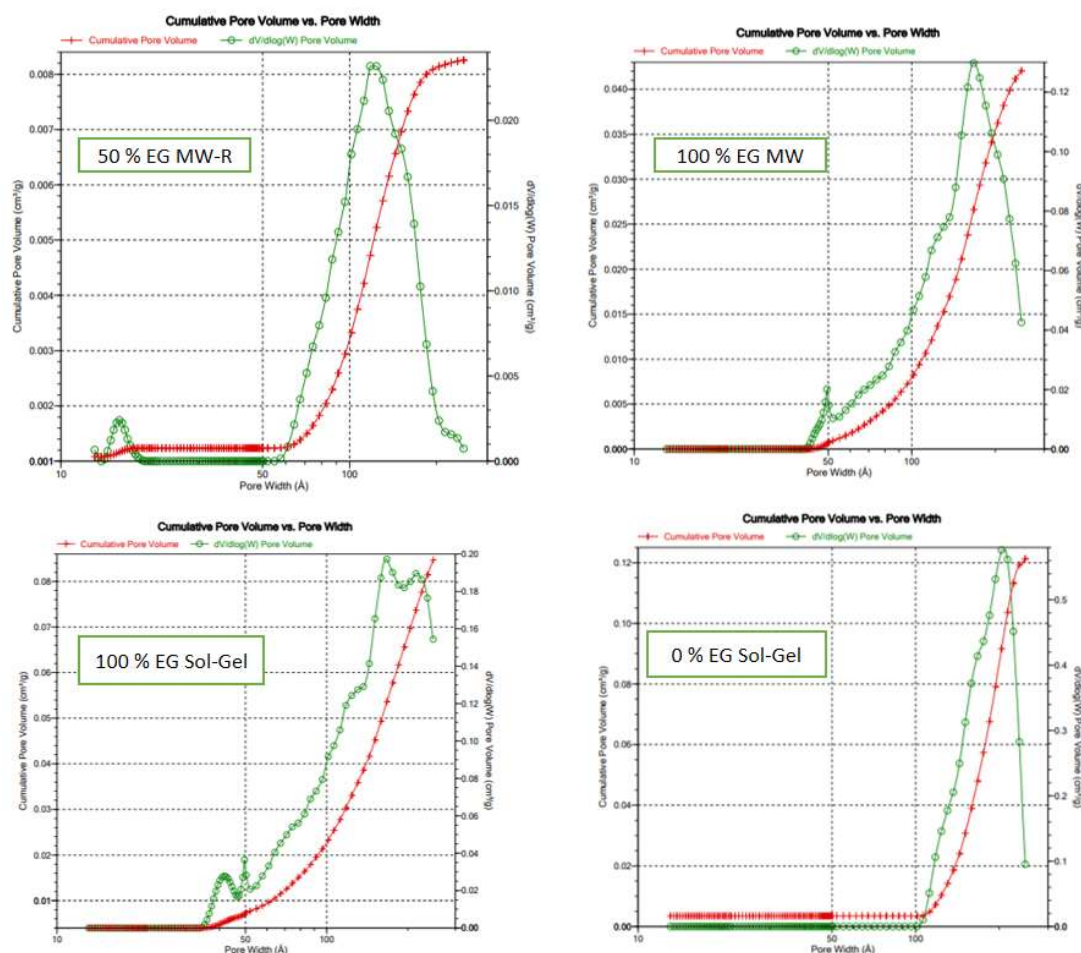 Cumulative Pore Volume vs. Pore Width
Cumulative Pore Volume
dV/dlog(W) Pore Volume
50 % EG MW-R
Cumulative Pore Volume (cm³/g)
0.008
0.007
0.006
0.005
0.004
0.003
0.002
0.001
dV/dlog(W) Pore Volume (cm³/g)
0.020
0.015
0.010
0.005
0.000
10
50
100
Pore Width (Å)
Cumulative Pore Volume vs. Pore Width
Cumulative Pore Volume
dV/dlog(W) Pore Volume
100 % EG MW
Cumulative Pore Volume (cm³/g)
0.040
0.035
0.030
0.025
0.020
0.015
0.010
0.005
0.000
dV/dlog(W) Pore Volume (cm³/g)
0.12
0.10
0.08
0.06
0.04
0.02
0.00
10
50
100
Pore Width (Å)
Cumulative Pore Volume vs. Pore Width
Cumulative Pore Volume
dV/dlog(W) Pore Volume
100 % EG Sol-Gel
Cumulative Pore Volume (cm³/g)
0.08
0.07
0.06
0.05
0.04
0.03
0.02
dV/dlog(W) Pore Volume (cm³/g)
0.20
0.18
0.16
0.14
0.12
0.10
0.08
0.06
0.04
0.02
0.00
10
50
100
Pore Width (Å)
Cumulative Pore Volume vs. Pore Width
Cumulative Pore Volume
dV/dlog(W) Pore Volume
0 % EG Sol-Gel
Cumulative Pore Volume (cm³/g)
0.12
0.10
0.08
0.06
0.04
0.02
0.00
dV/dlog(W) Pore Volume (cm³/g)
0.5
0.4
0.3
0.2
0.1
0.0
10
50
100
Pore Width (Å)